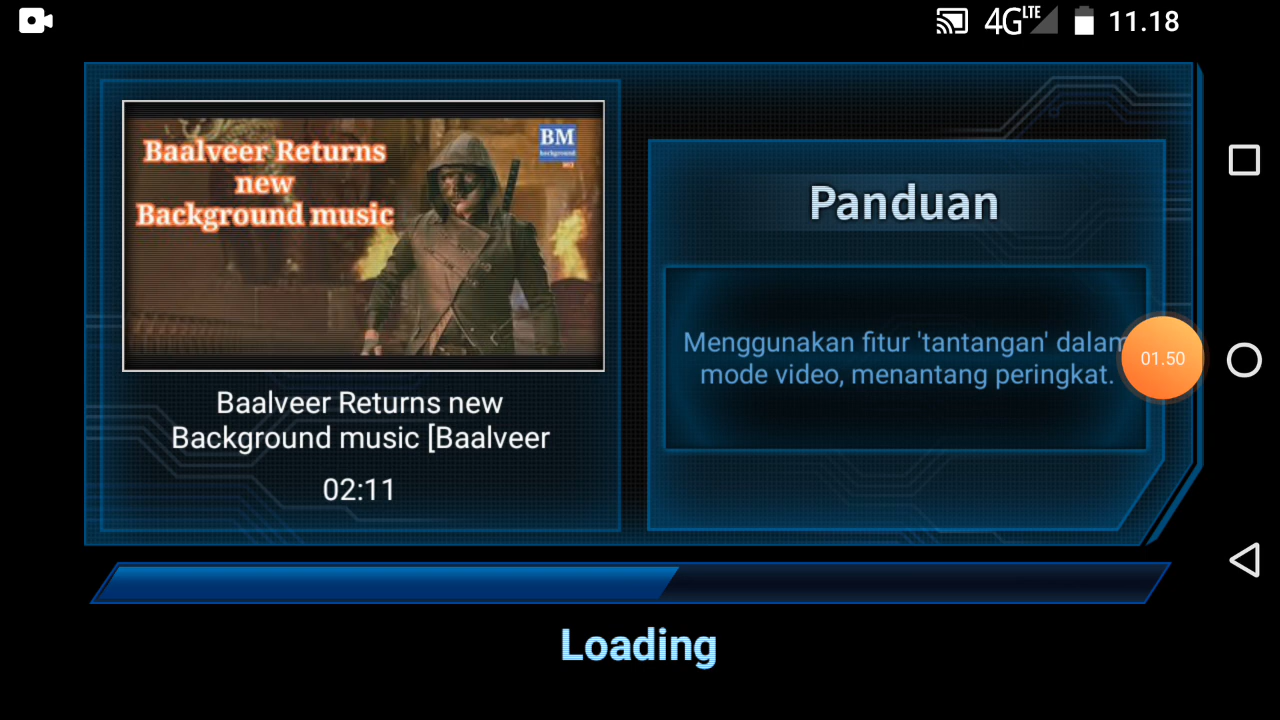 4G LTE 11.18
Baalveer Returns
new
Background music
BM
background
Baalveer Returns new
Background music [Baalveer
02:11
Panduan
Menggunakan fitur 'tantangan' dalam
mode video, menantang peringkat.
01.50
Loading